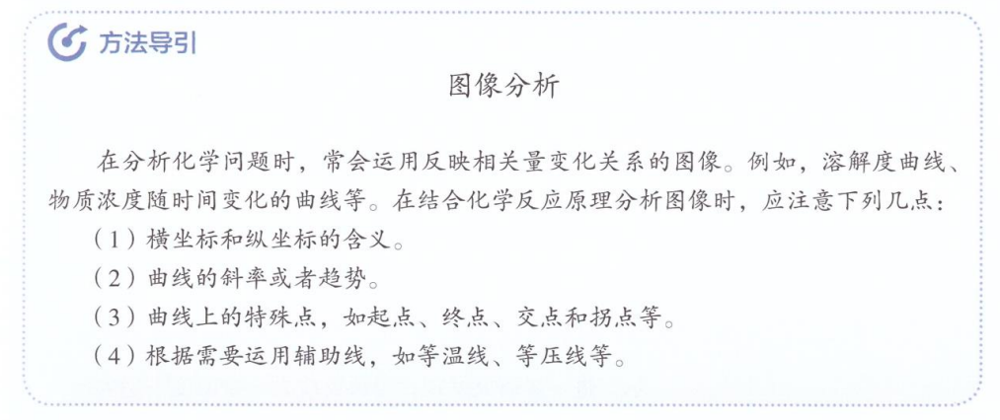 方法导引
图像分析
在分析化学问题时，常会运用反映相关量变化关系的图像。例如，溶解度曲线、
物质浓度随时间变化的曲线等。在结合化学反应原理分析图像时，应注意下列几点：
（1）横坐标和纵坐标的含义。
（2）曲线的斜率或者趋势。
（3）曲线上的特殊点，如起点、终点、交点和拐点等。
（4）根据需要运用辅助线，如等温线、等压线等。